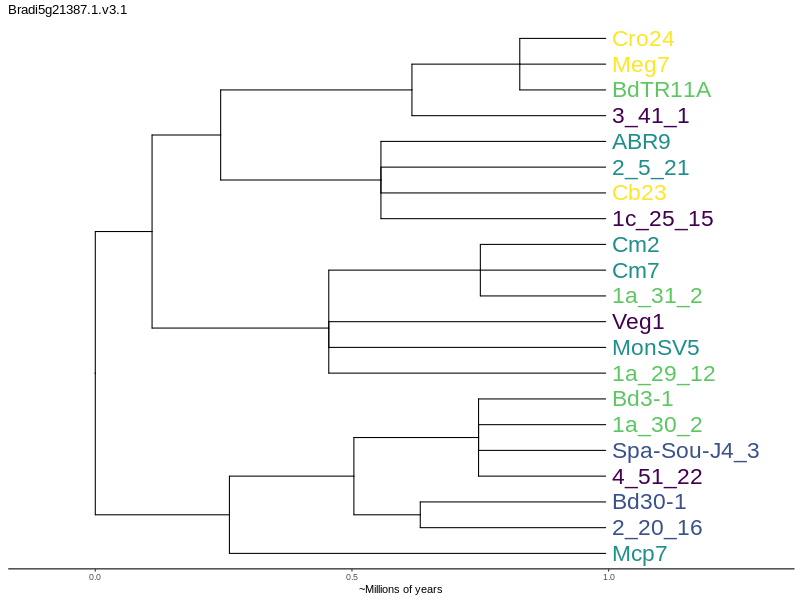 Bradi5g21387.1.v3.1
Cro24
Meg7
BdTR11A
3_41_1
ABR9
2_5_21
Cb23
1c_25_15
Cm2
Cm7
1a_31_2
Veg1
MonSV5
1a_29_12
Bd3-1
1a_30_2
Spa-Sou-J4_3
4_51_22
Bd30-1
2_20_16
Mcp7
0.0 0.5 1.0
~Millions of years